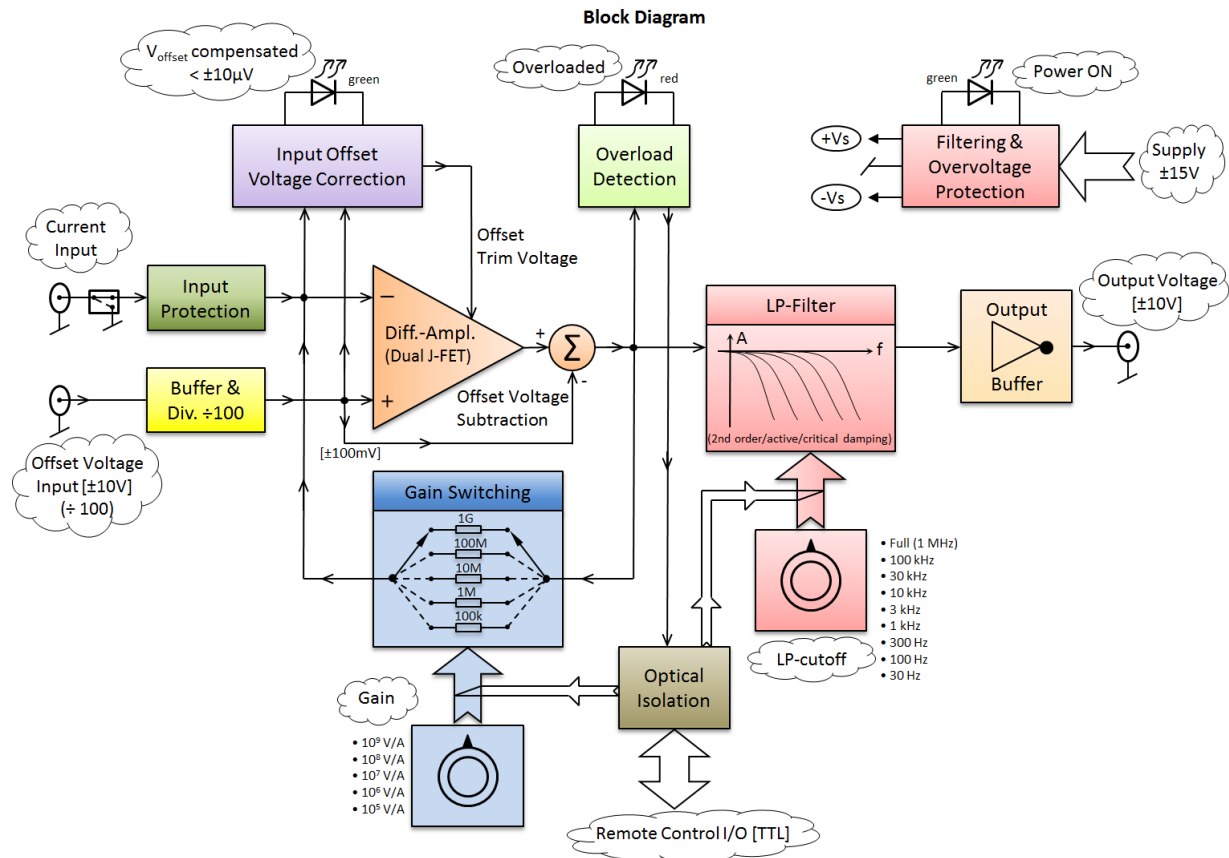 Block Diagram
Voffset compensated
< ±10µV
green
Overloaded
red
green
Power ON
Input Offset
Voltage Correction
Overload
Detection
+Vs
-Vs
Filtering &
Overvoltage
Protection
Supply
±15V
Current
Input
Offset
Trim Voltage
Input
Protection
−
Diff.-Ampl.
(Dual J-FET)
+
+
Σ
-
LP-Filter
A
f
(2nd order/active/critical damping)
Output
Buffer
Output Voltage
[±10V]
Buffer &
Div. ÷100
Offset Voltage
Subtraction
[±100mV]
Offset Voltage
Input [±10V]
(÷ 100)
Gain Switching
1G
100M
10M
1M
100k
• Full (1 MHz)
• 100 kHz
• 30 kHz
• 10 kHz
• 3 kHz
• 1 kHz
• 300 Hz
• 100 Hz
• 30 Hz
LP-cutoff
Optical
Isolation
Gain
• 10⁹ V/A
• 10⁸ V/A
• 10⁷ V/A
• 10⁶ V/A
• 10⁵ V/A
Remote Control I/O [TTL]